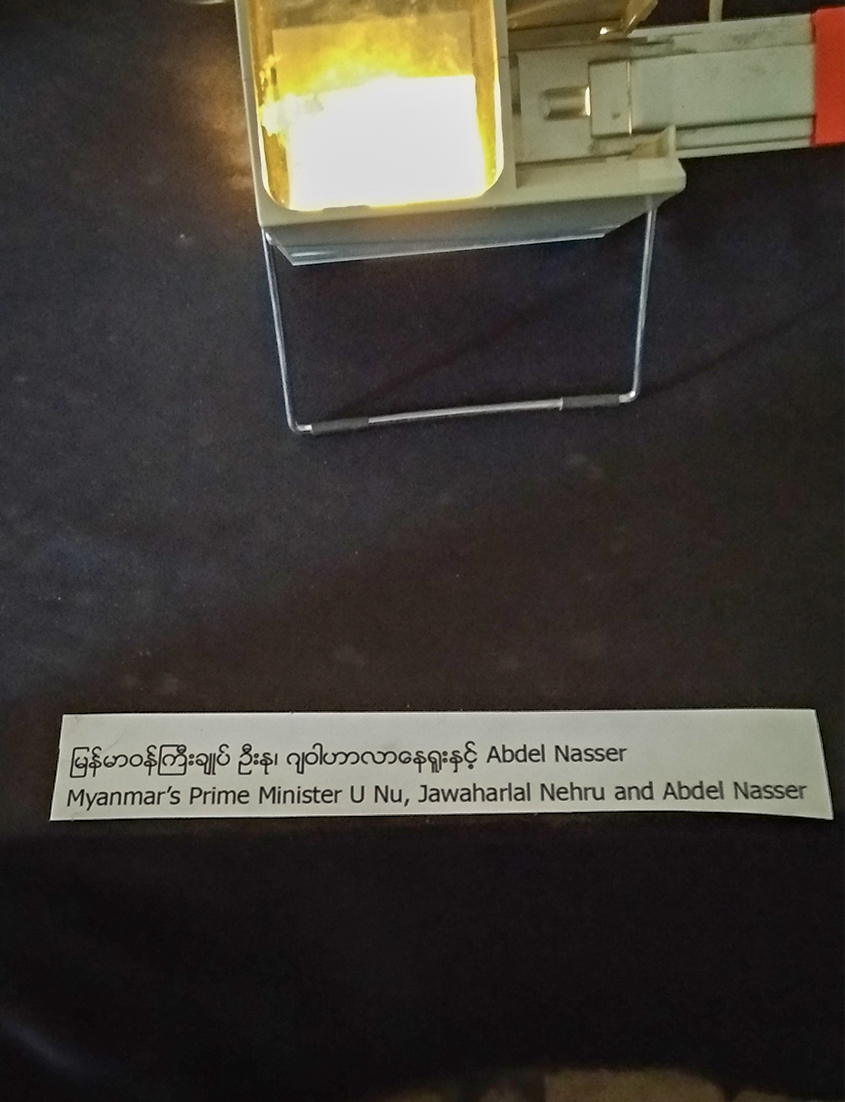 မြန်မာဝန်ကြီးချုပ် ဦးနု၊ ဂျဝါဟာလာနေရူးနှင့် Abdel Nasser
Myanmar's Prime Minister U Nu, Jawaharlal Nehru and Abdel Nasser